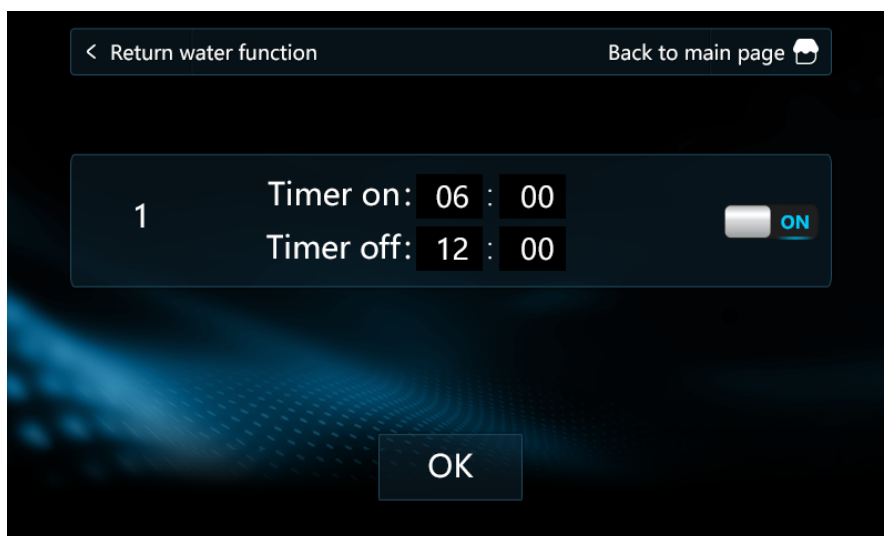 < Return water function Back to main page
1
Timer on: 06 : 00
Timer off: 12 : 00
ON
OK